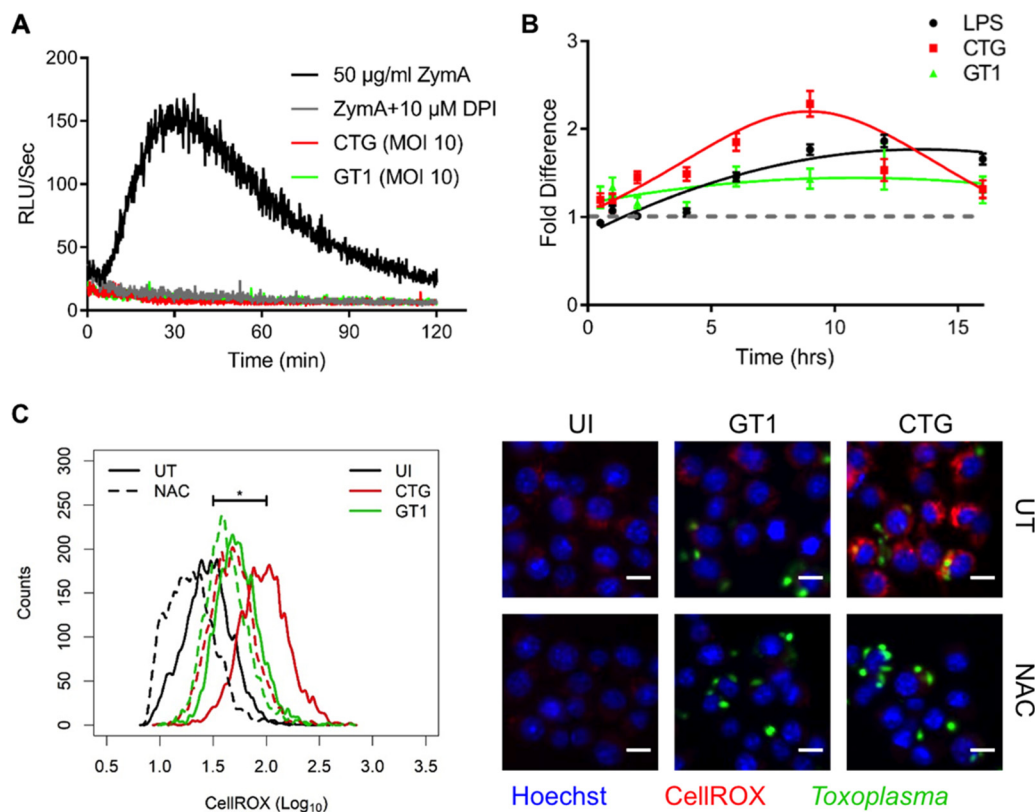 A
200
150
100
50
0
RLU/Sec
0
30
60
90
120
Time (min)
50 µg/ml ZymA
ZymA+10 µM DPI
CTG (MOI 10)
GT1 (MOI 10)
B
3
2
1
0
Fold Difference
0
5
10
15
Time (hrs)
LPS
CTG
GT1
C
300
250
200
150
100
50
0
Counts
UT
NAC
UI
CTG
GT1
*
0.5
1.0
1.5
2.0
2.5
3.0
3.5
CellROX (Log10)
UI
GT1
CTG
UT
NAC
Hoechst
CellROX
Toxoplasma